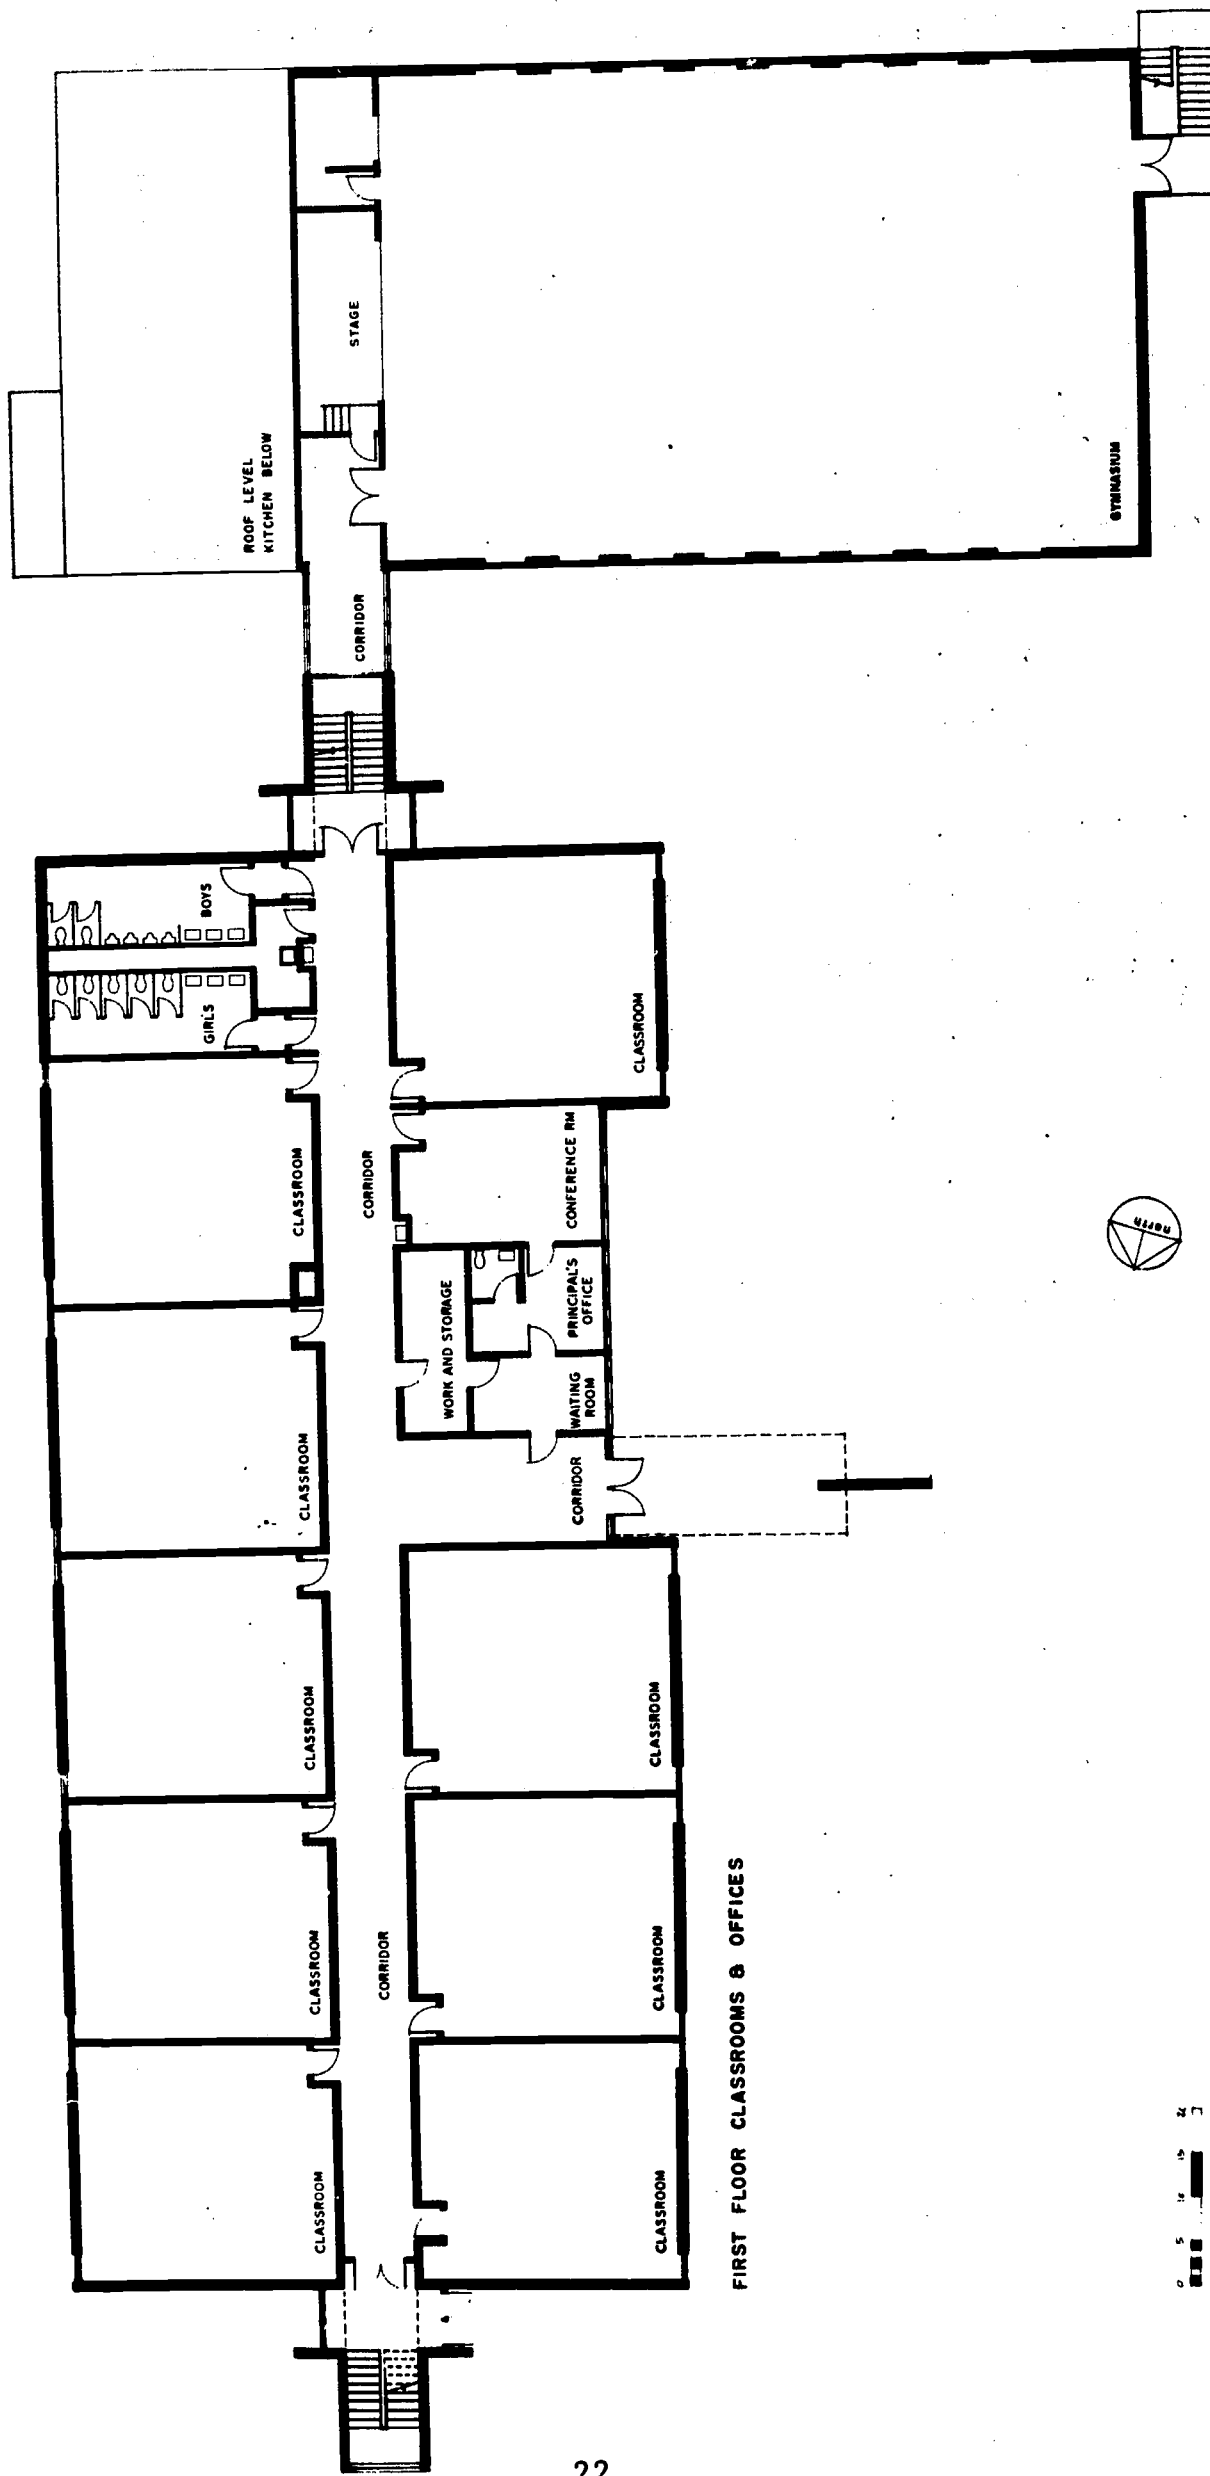 ROOF LEVEL
KITCHEN BELOW
STAGE
GYMNASIUM
CORRIDOR
BOYS
GIRLS
CLASSROOM
CLASSROOM
CORRIDOR
CONFERENCE RM
PRINCIPAL'S
OFFICE
WORK AND STORAGE
WAITING
ROOM
CORRIDOR
CLASSROOM
CLASSROOM
CLASSROOM
CLASSROOM
CLASSROOM
CORRIDOR
CLASSROOM
CLASSROOM
CLASSROOM
north
FIRST FLOOR CLASSROOMS & OFFICES
0 5
22